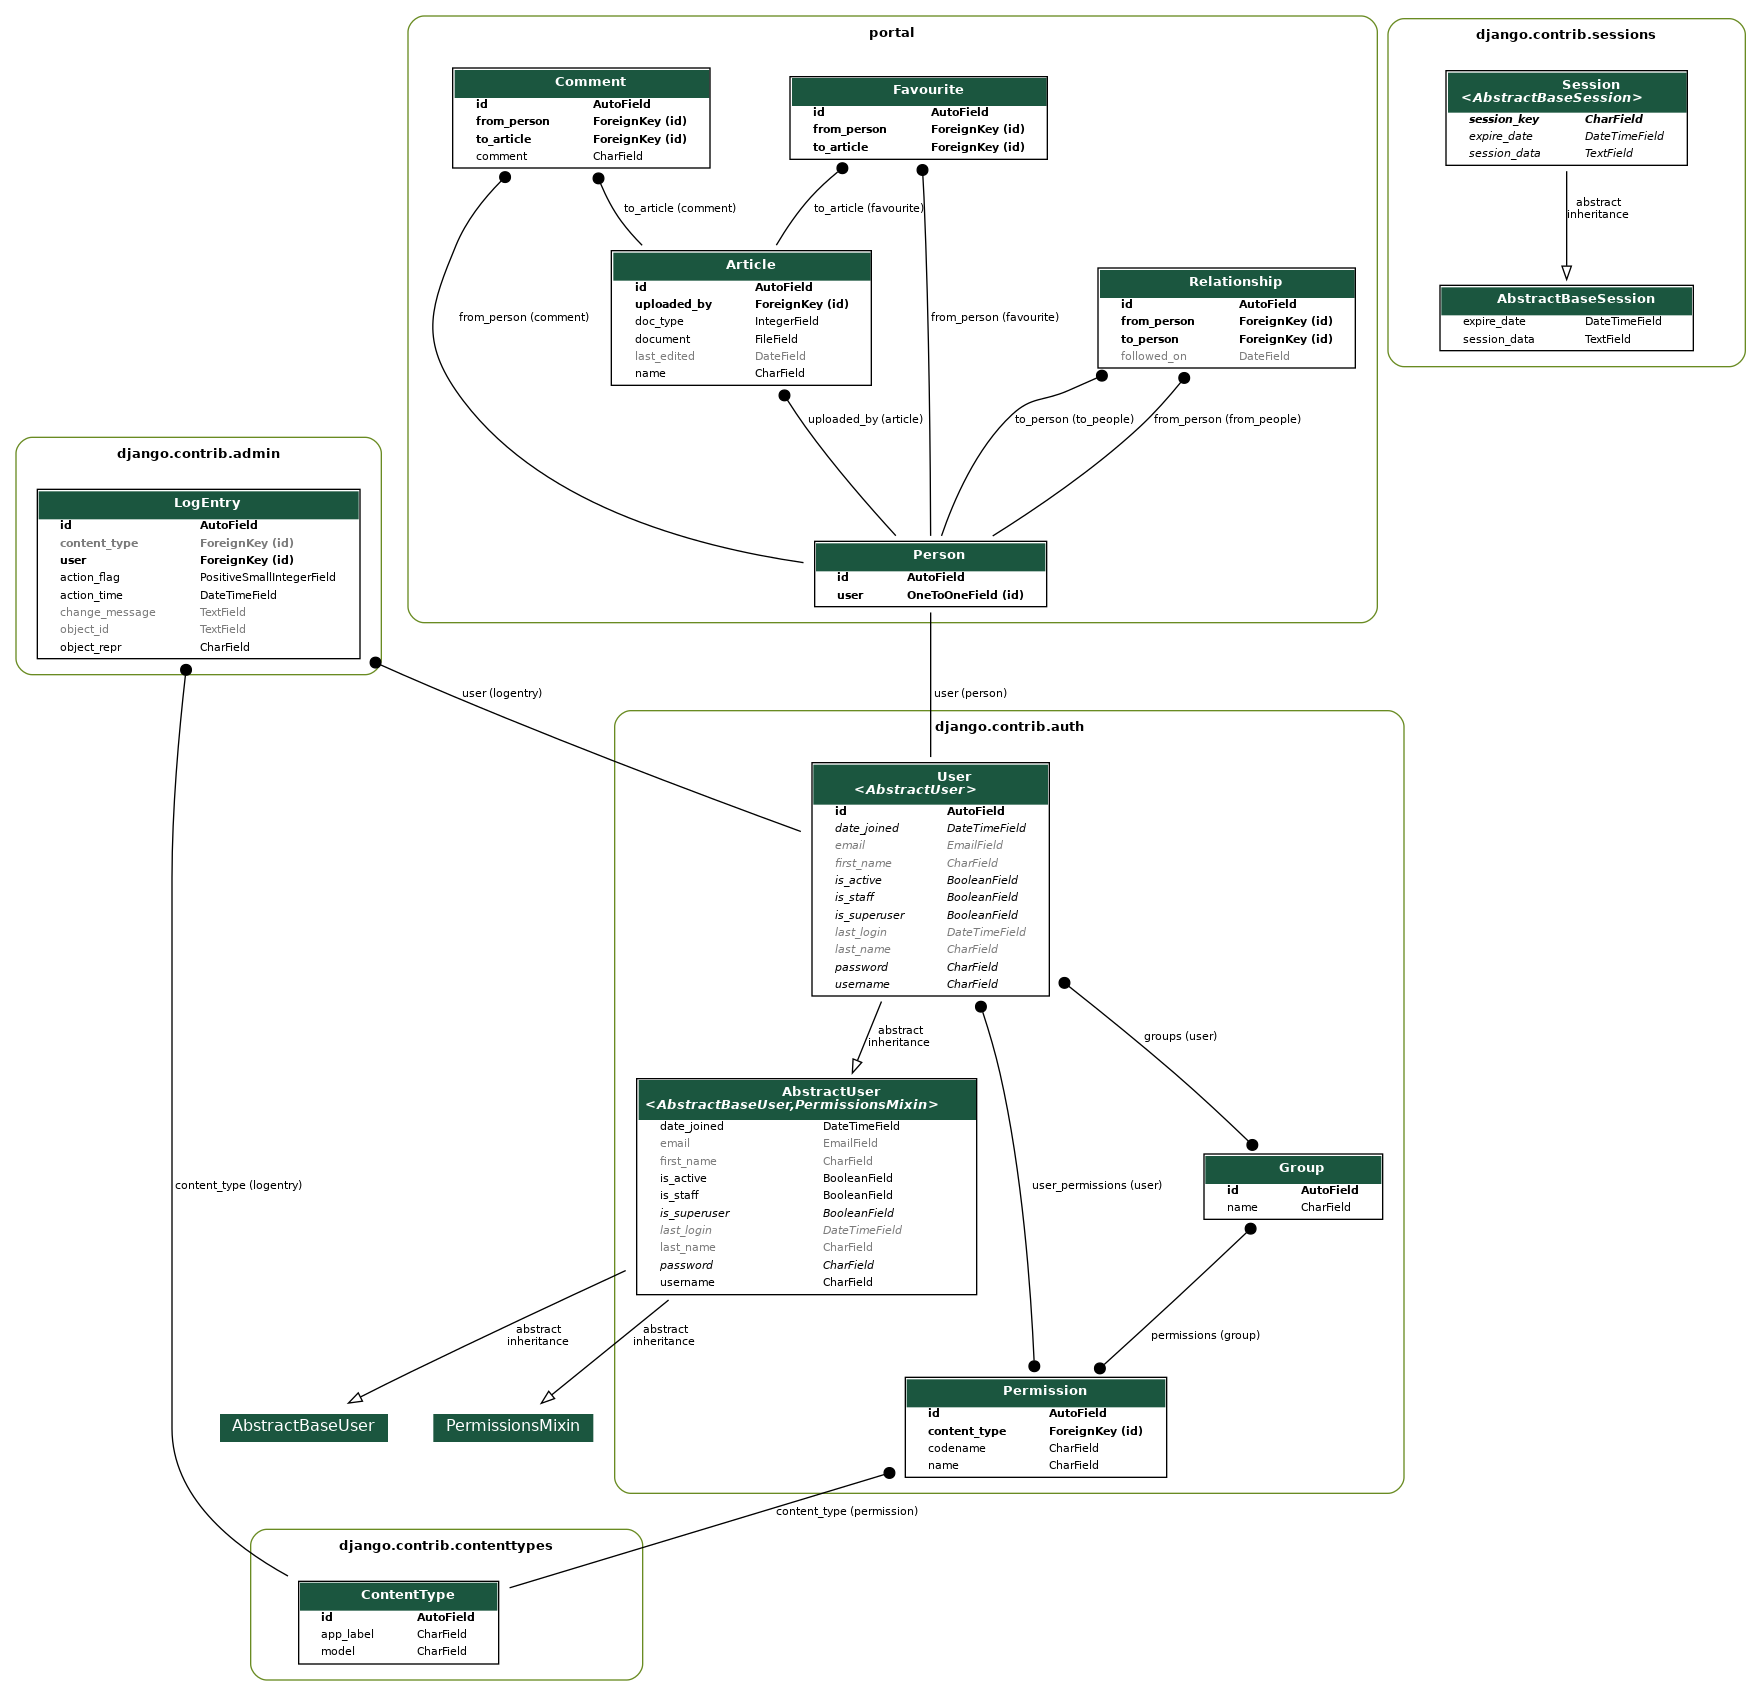 portal
Comment
id AutoField
from_person ForeignKey (id)
to_article ForeignKey (id)
comment CharField
Favourite
id AutoField
from_person ForeignKey (id)
to_article ForeignKey (id)
to_article (comment)
to_article (favourite)
Article
id AutoField
uploaded_by ForeignKey (id)
doc_type IntegerField
document FileField
last_edited DateField
name CharField
Relationship
id AutoField
from_person ForeignKey (id)
to_person ForeignKey (id)
followed_on DateField
from_person (comment)
from_person (favourite)
uploaded_by (article)
to_person (to_people)
from_person (from_people)
Person
id AutoField
user OneToOneField (id)
django.contrib.sessions
Session
<AbstractBaseSession>
session_key CharField
expire_date DateTimeField
session_data TextField
abstract
inheritance
AbstractBaseSession
expire_date DateTimeField
session_data TextField
django.contrib.admin
LogEntry
id AutoField
content_type ForeignKey (id)
user ForeignKey (id)
action_flag PositiveSmallIntegerField
action_time DateTimeField
change_message TextField
object_id TextField
object_repr CharField
user (logentry)
user (person)
django.contrib.auth
User
<AbstractUser>
id AutoField
date_joined DateTimeField
email EmailField
first_name CharField
is_active BooleanField
is_staff BooleanField
is_superuser BooleanField
last_login DateTimeField
last_name CharField
password CharField
username CharField
abstract
inheritance
groups (user)
AbstractUser
<AbstractBaseUser,PermissionsMixin>
date_joined DateTimeField
email EmailField
first_name CharField
is_active BooleanField
is_staff BooleanField
is_superuser BooleanField
last_login DateTimeField
last_name CharField
password CharField
username CharField
content_type (logentry)
user_permissions (user)
Group
id AutoField
name CharField
abstract
inheritance
abstract
inheritance
permissions (group)
AbstractBaseUser
PermissionsMixin
Permission
id AutoField
content_type ForeignKey (id)
codename CharField
name CharField
content_type (permission)
django.contrib.contenttypes
ContentType
id AutoField
app_label CharField
model CharField